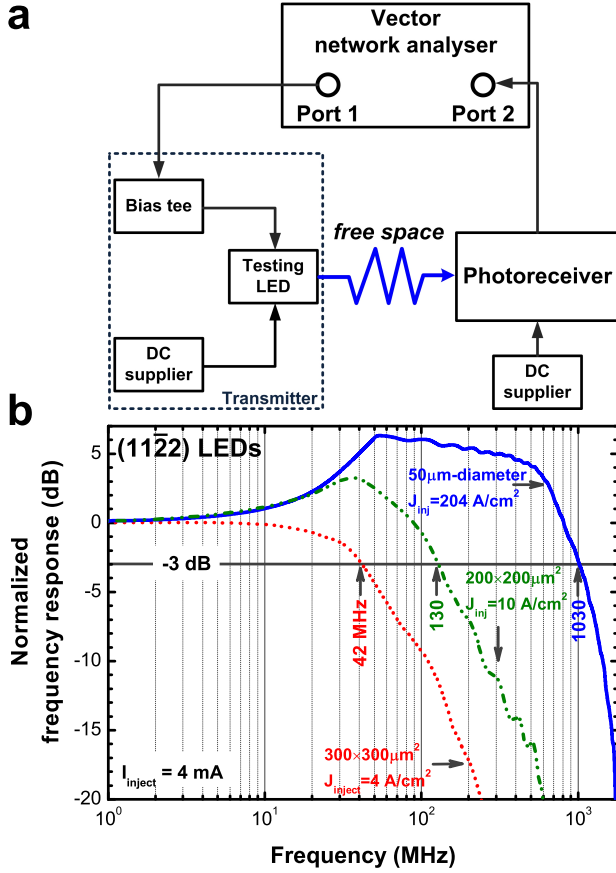 a
Vector
network analyser
Port 1
Port 2
Bias tee
Testing
LED
DC
supplier
Transmitter
free space
Photoreceiver
DC
supplier
b
(112̅2) LEDs
Normalized
frequency response (dB)
5
0
-5
-10
-15
-20
-3 dB
50μm-diameter
J_inj=204 A/cm²
200×200μm²
J_inj=10 A/cm²
42 MHz
130
1030
300×300μm²
J_inject=4 A/cm²
I_inject = 4 mA
10⁰
10¹
10²
10³
Frequency (MHz)